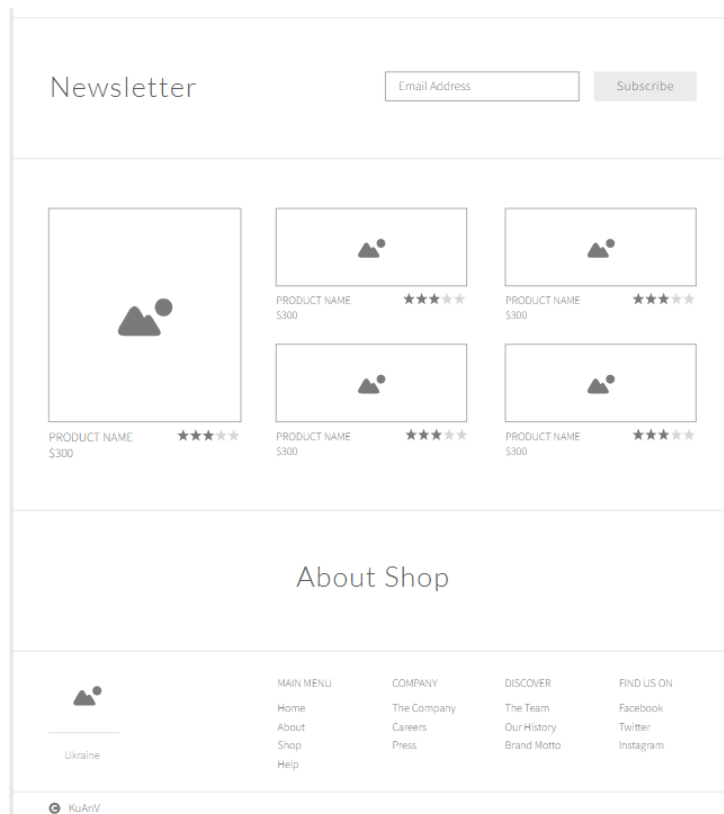 Newsletter
Email Address
Subscribe
PRODUCT NAME
$300
PRODUCT NAME
$300
PRODUCT NAME
$300
PRODUCT NAME
$300
PRODUCT NAME
$300
About Shop
Ukraine
MAIN MENU
Home
About
Shop
Help
COMPANY
The Company
Careers
Press
DISCOVER
The Team
Our History
Brand Motto
FIND US ON
Facebook
Twitter
Instagram
© KuAnV